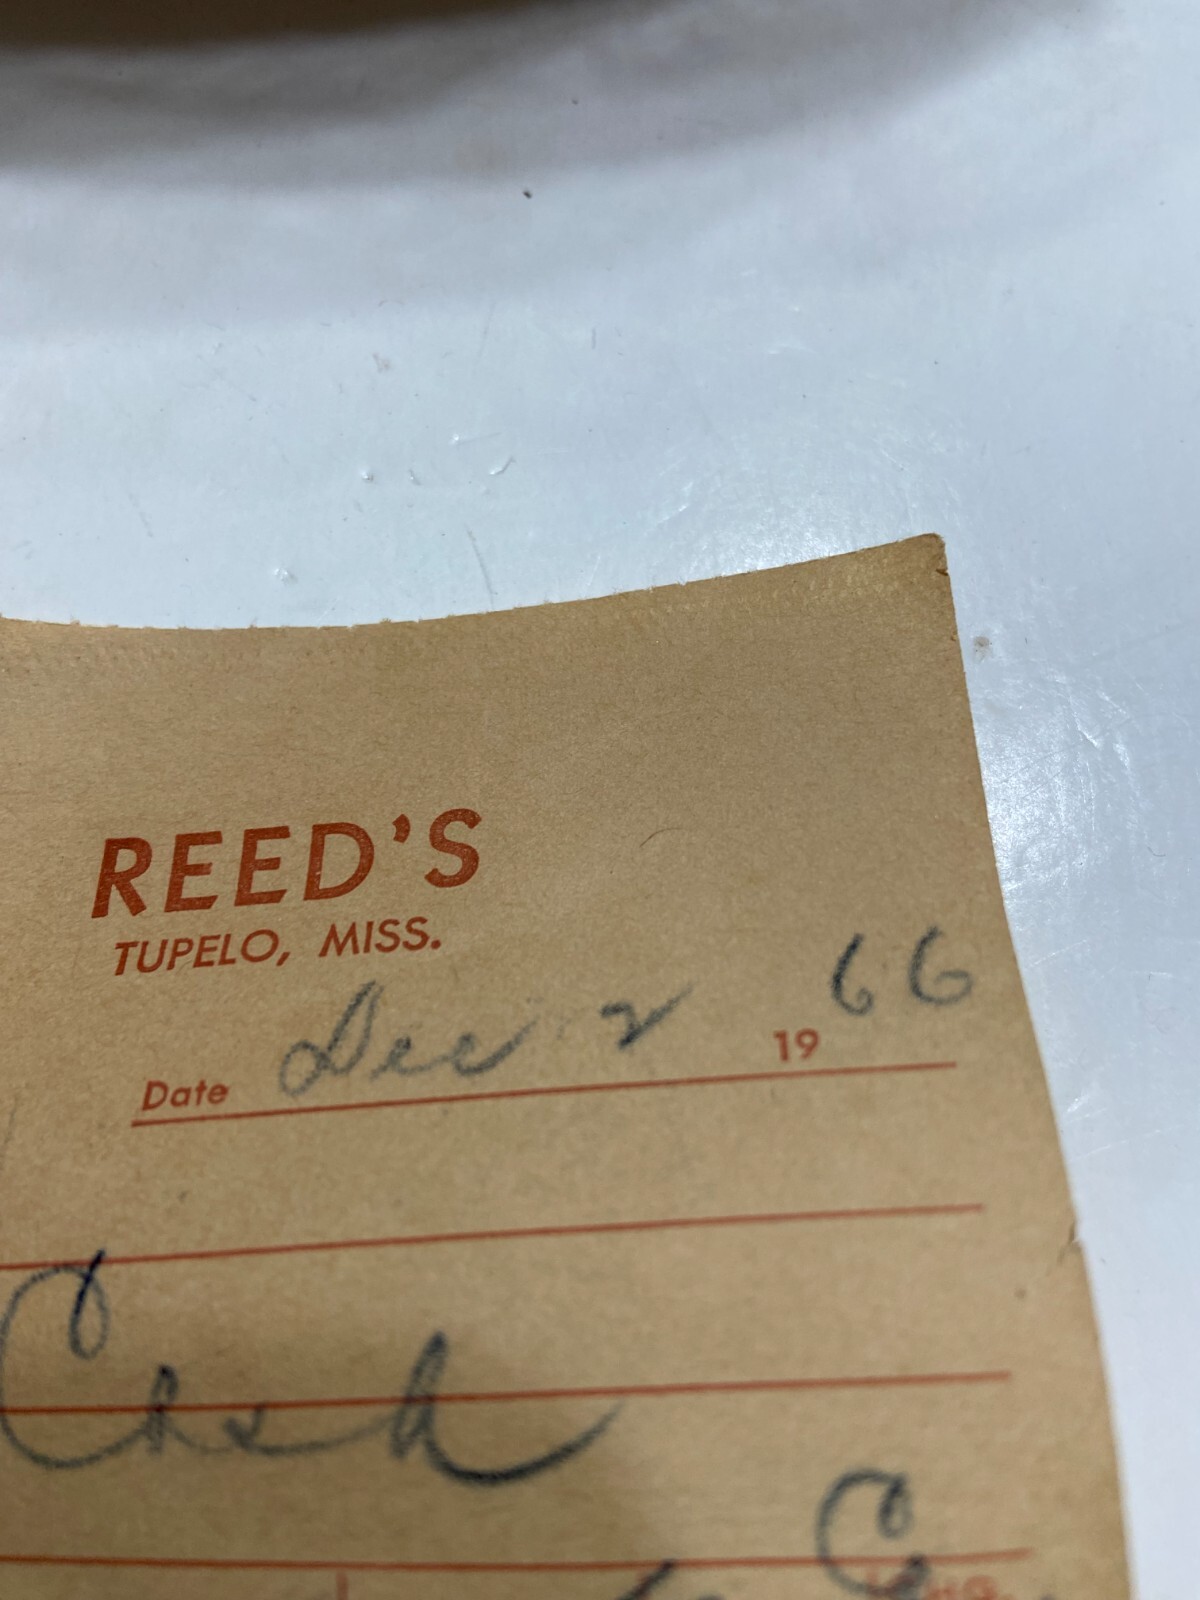 REED'S
TUPELO, MISS.
Date Dec 2 1966
Cash